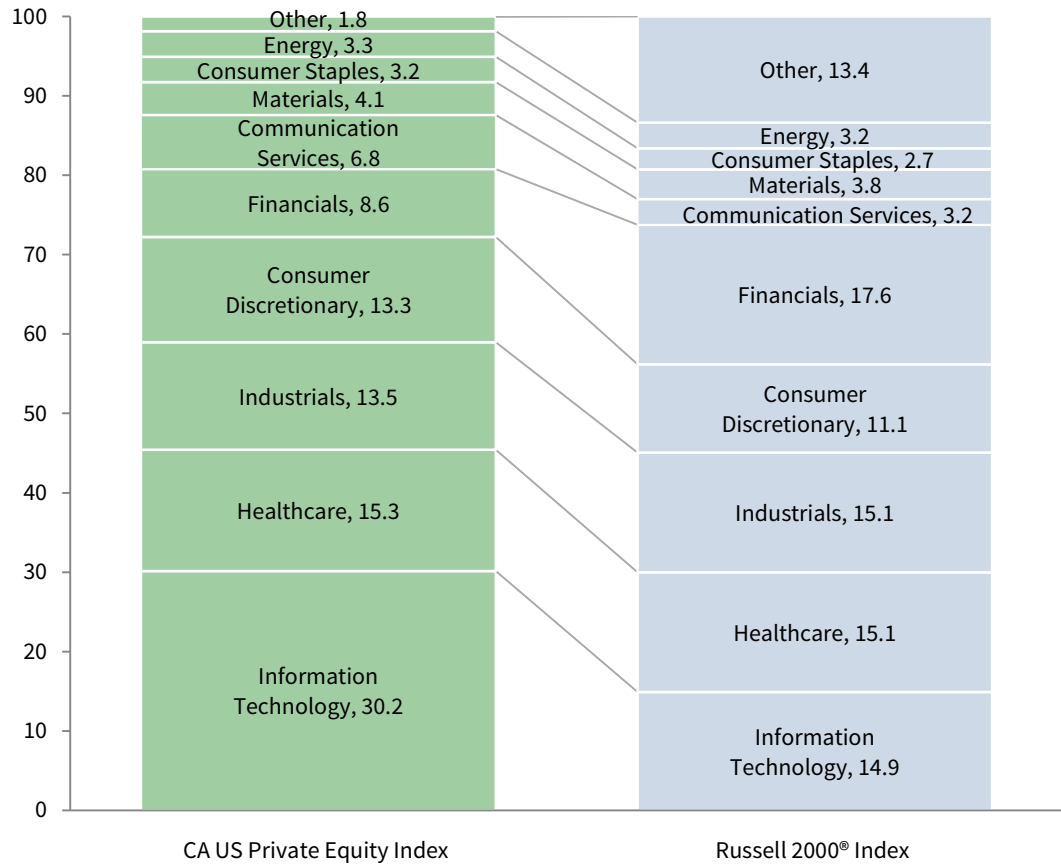 100
90
80
70
60
50
40
30
20
10
0
Other, 1.8
Energy, 3.3
Consumer Staples, 3.2
Materials, 4.1
Communication
Services, 6.8
Financials, 8.6
Consumer
Discretionary, 13.3
Industrials, 13.5
Healthcare, 15.3
Information
Technology, 30.2
Other, 13.4
Energy, 3.2
Consumer Staples, 2.7
Materials, 3.8
Communication Services, 3.2
Financials, 17.6
Consumer
Discretionary, 11.1
Industrials, 15.1
Healthcare, 15.1
Information
Technology, 14.9
CA US Private Equity Index
Russell 2000® Index